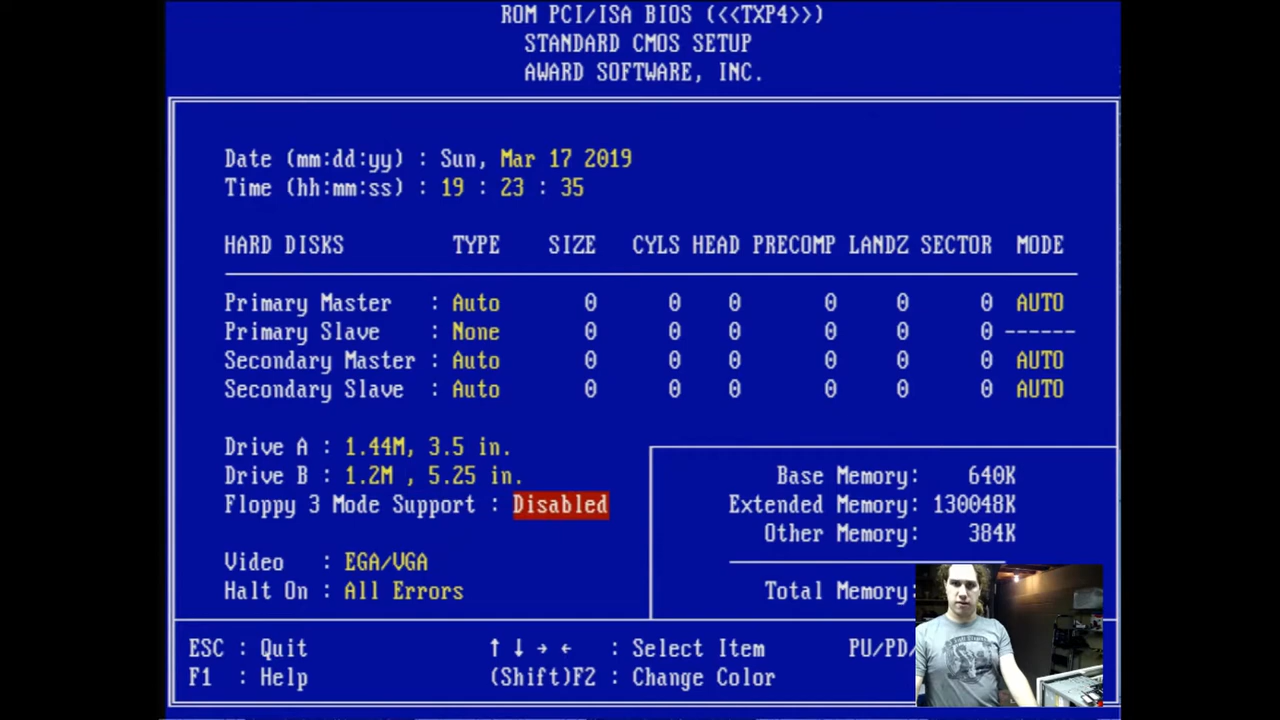 ROM PCI/ISA BIOS (<<TXP4>>)
STANDARD CMOS SETUP
AWARD SOFTWARE, INC.
Date (mm:dd:yy) : Sun, Mar 17 2019
Time (hh:mm:ss) : 19 : 23 : 35
HARD DISKS TYPE SIZE CYLS HEAD PRECOMP LANDZ SECTOR MODE
Primary Master : Auto 0 0 0 0 0 0 AUTO
Primary Slave : None 0 0 0 0 0 0 ------
Secondary Master : Auto 0 0 0 0 0 0 AUTO
Secondary Slave : Auto 0 0 0 0 0 0 AUTO
Drive A : 1.44M, 3.5 in.
Drive B : 1.2M , 5.25 in.
Floppy 3 Mode Support : Disabled
Video : EGA/VGA
Halt On : All Errors
Base Memory: 640K
Extended Memory: 130048K
Other Memory: 384K
Total Memory:
ESC : Quit ↑ ↓ → ← : Select Item PU/PD/
F1 : Help (Shift)F2 : Change Color